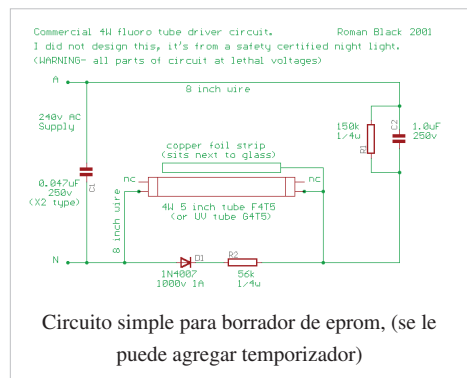 Commercial 4W fluoro tube driver circuit. Roman Black 2001
I did not design this, it's from a safety certified night light.
(WARNING- all parts of circuit at lethal voltages)
A
8 inch wire
240v AC
Supply
150k
1/4w
R1
C2
1.0uF
250v
copper foil strip
(sits next to glass)
nc
nc
0.047uF
250v
(X2 type)
C1
8 inch wire
4W 5 inch tube F4T5
(or UV tube G4T5)
N
D1
R2
1N4007
1000v 1A
56k
1/4w
Circuito simple para borrador de eprom, (se le
puede agregar temporizador)